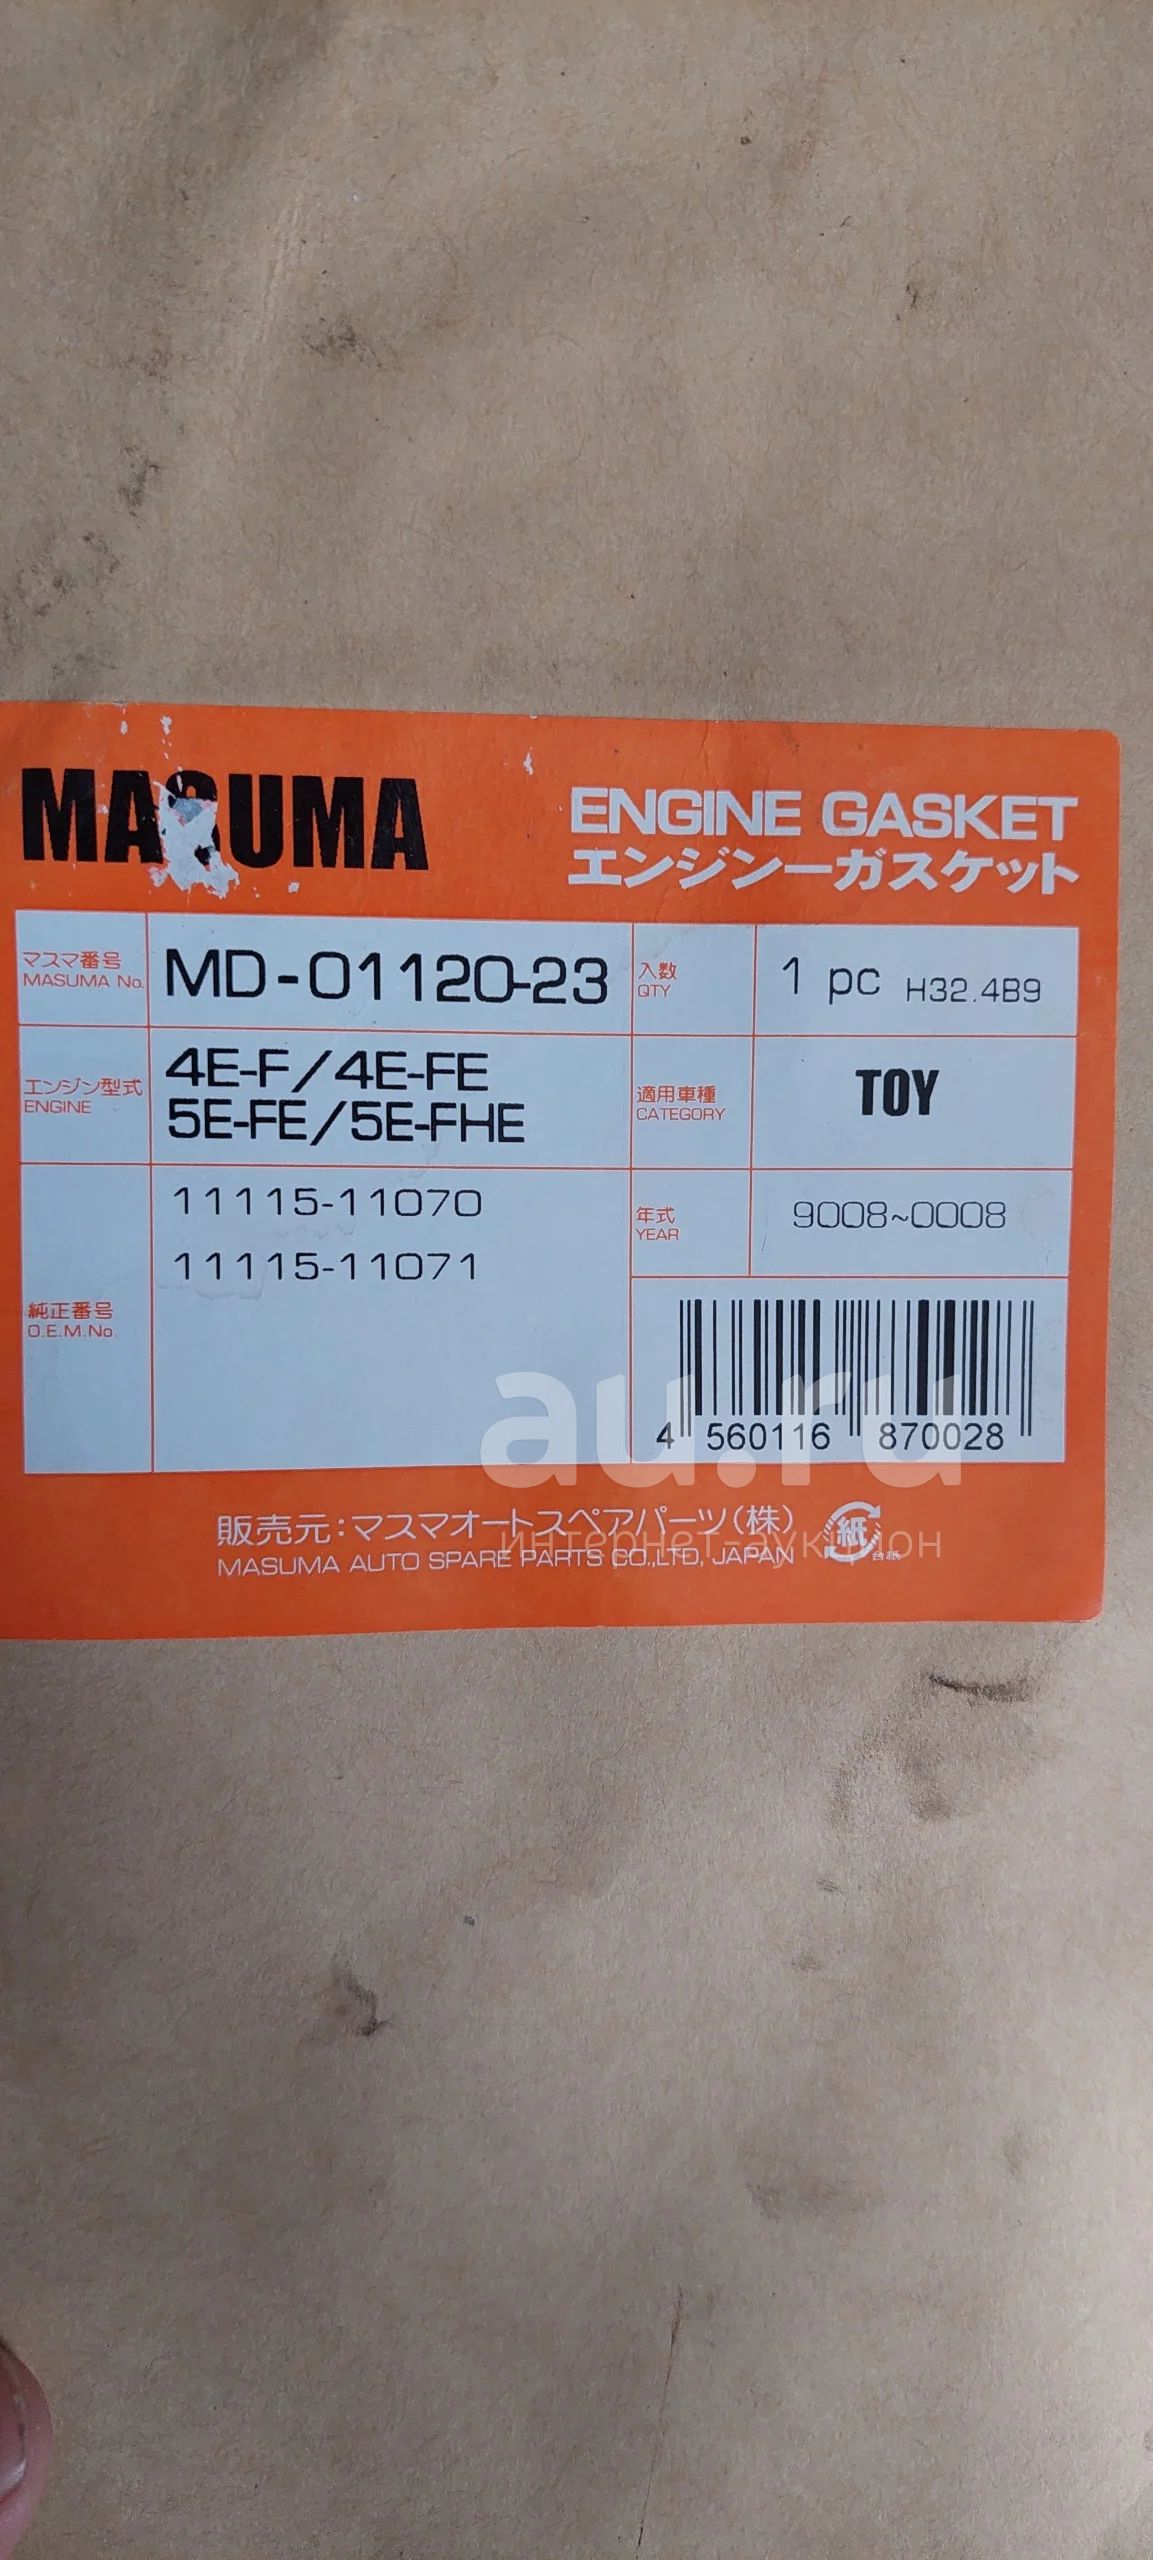 MASUMA
ENGINE GASKET
エンジンーガスケット
マスマ番号
MASUMA No.
MD-01120-23
入数
QTY
1 pc H32.4B9
エンジン型式
ENGINE
4E-F/4E-FE
5E-FE/5E-FHE
適用車種
CATEGORY
TOY
純正番号
O.E.M.No.
11115-11070
11115-11071
年式
YEAR
9008~0008
4 560116 870028
au.ru
интернет-аукцион
販売元:マスマオートスペアパーツ(株)
MASUMA AUTO SPARE PARTS CO.,LTD, JAPAN
紙
台紙